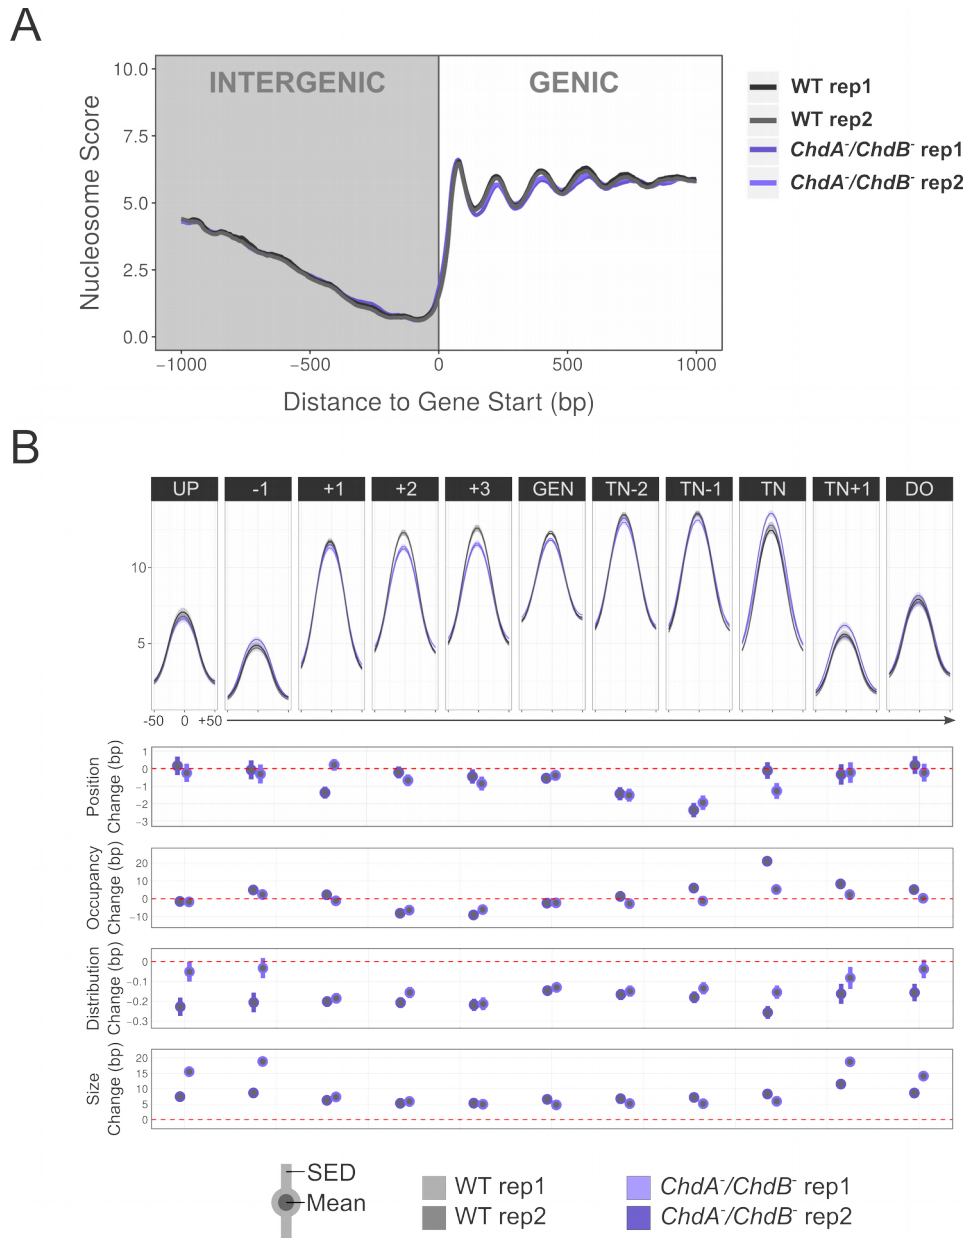 A
INTERGENIC
GENIC
10.0
7.5
5.0
2.5
0.0
Nucleosome Score
−1000
−500
0
500
1000
Distance to Gene Start (bp)
WT rep1
WT rep2
ChdA-/ChdB- rep1
ChdA-/ChdB- rep2
B
UP -1 +1 +2 +3 GEN TN-2 TN-1 TN TN+1 DO
10
5
-50 0 +50
Position
Change (bp)
1
0
−1
−2
−3
Occupancy
Change (bp)
20
10
0
−10
Distribution
Change (bp)
0
−0.1
−0.2
−0.3
Size
Change (bp)
20
15
10
5
0
SED
Mean
WT rep1
WT rep2
ChdA-/ChdB- rep1
ChdA-/ChdB- rep2